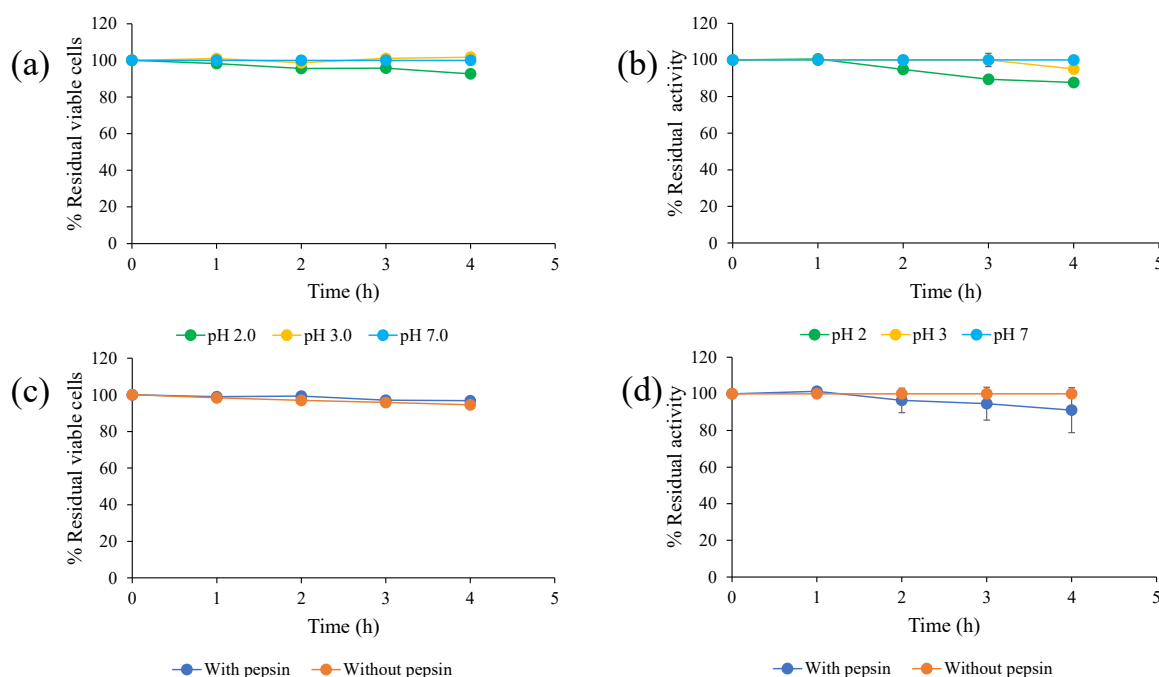 (a)
% Residual viable cells
120
100
80
60
40
20
0
0 1 2 3 4 5
Time (h)
pH 2.0 pH 3.0 pH 7.0
(b)
% Residual activity
120
100
80
60
40
20
0
0 1 2 3 4 5
Time (h)
pH 2 pH 3 pH 7
(c)
% Residual viable cells
120
100
80
60
40
20
0
0 1 2 3 4 5
Time (h)
With pepsin Without pepsin
(d)
% Residual activity
120
100
80
60
40
20
0
0 1 2 3 4 5
Time (h)
With pepsin Without pepsin